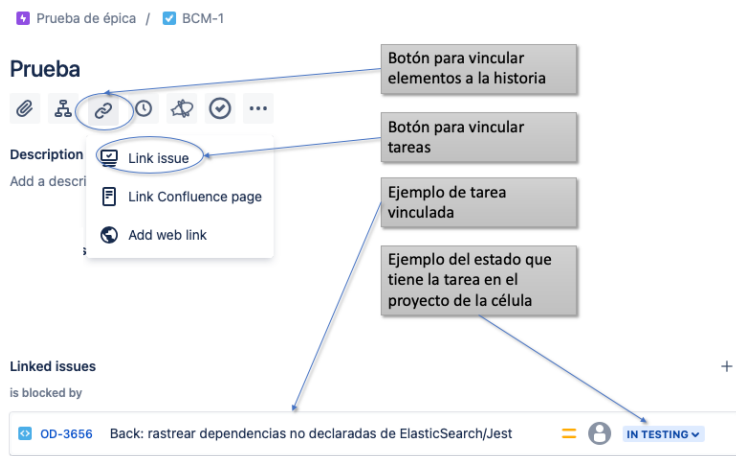 Prueba de épica / BCM-1
Prueba
Botón para vincular
elementos a la historia
Botón para vincular
tareas
Description
Add a descri
Link issue
Link Confluence page
Add web link
Ejemplo de tarea
vinculada
Ejemplo del estado que
tiene la tarea en el
proyecto de la célula
Linked issues
is blocked by
OD-3656 Back: rastrear dependencias no declaradas de ElasticSearch/Jest IN TESTING